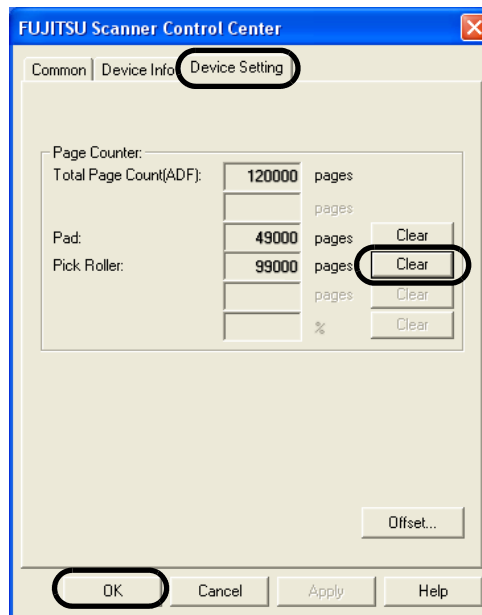 FUJITSU Scanner Control Center
Common Device Info Device Setting
Page Counter:
Total Page Count(ADF): 120000 pages
pages
Pad: 49000 pages Clear
Pick Roller: 99000 pages Clear
pages Clear
% Clear
Offset...
OK Cancel Apply Help